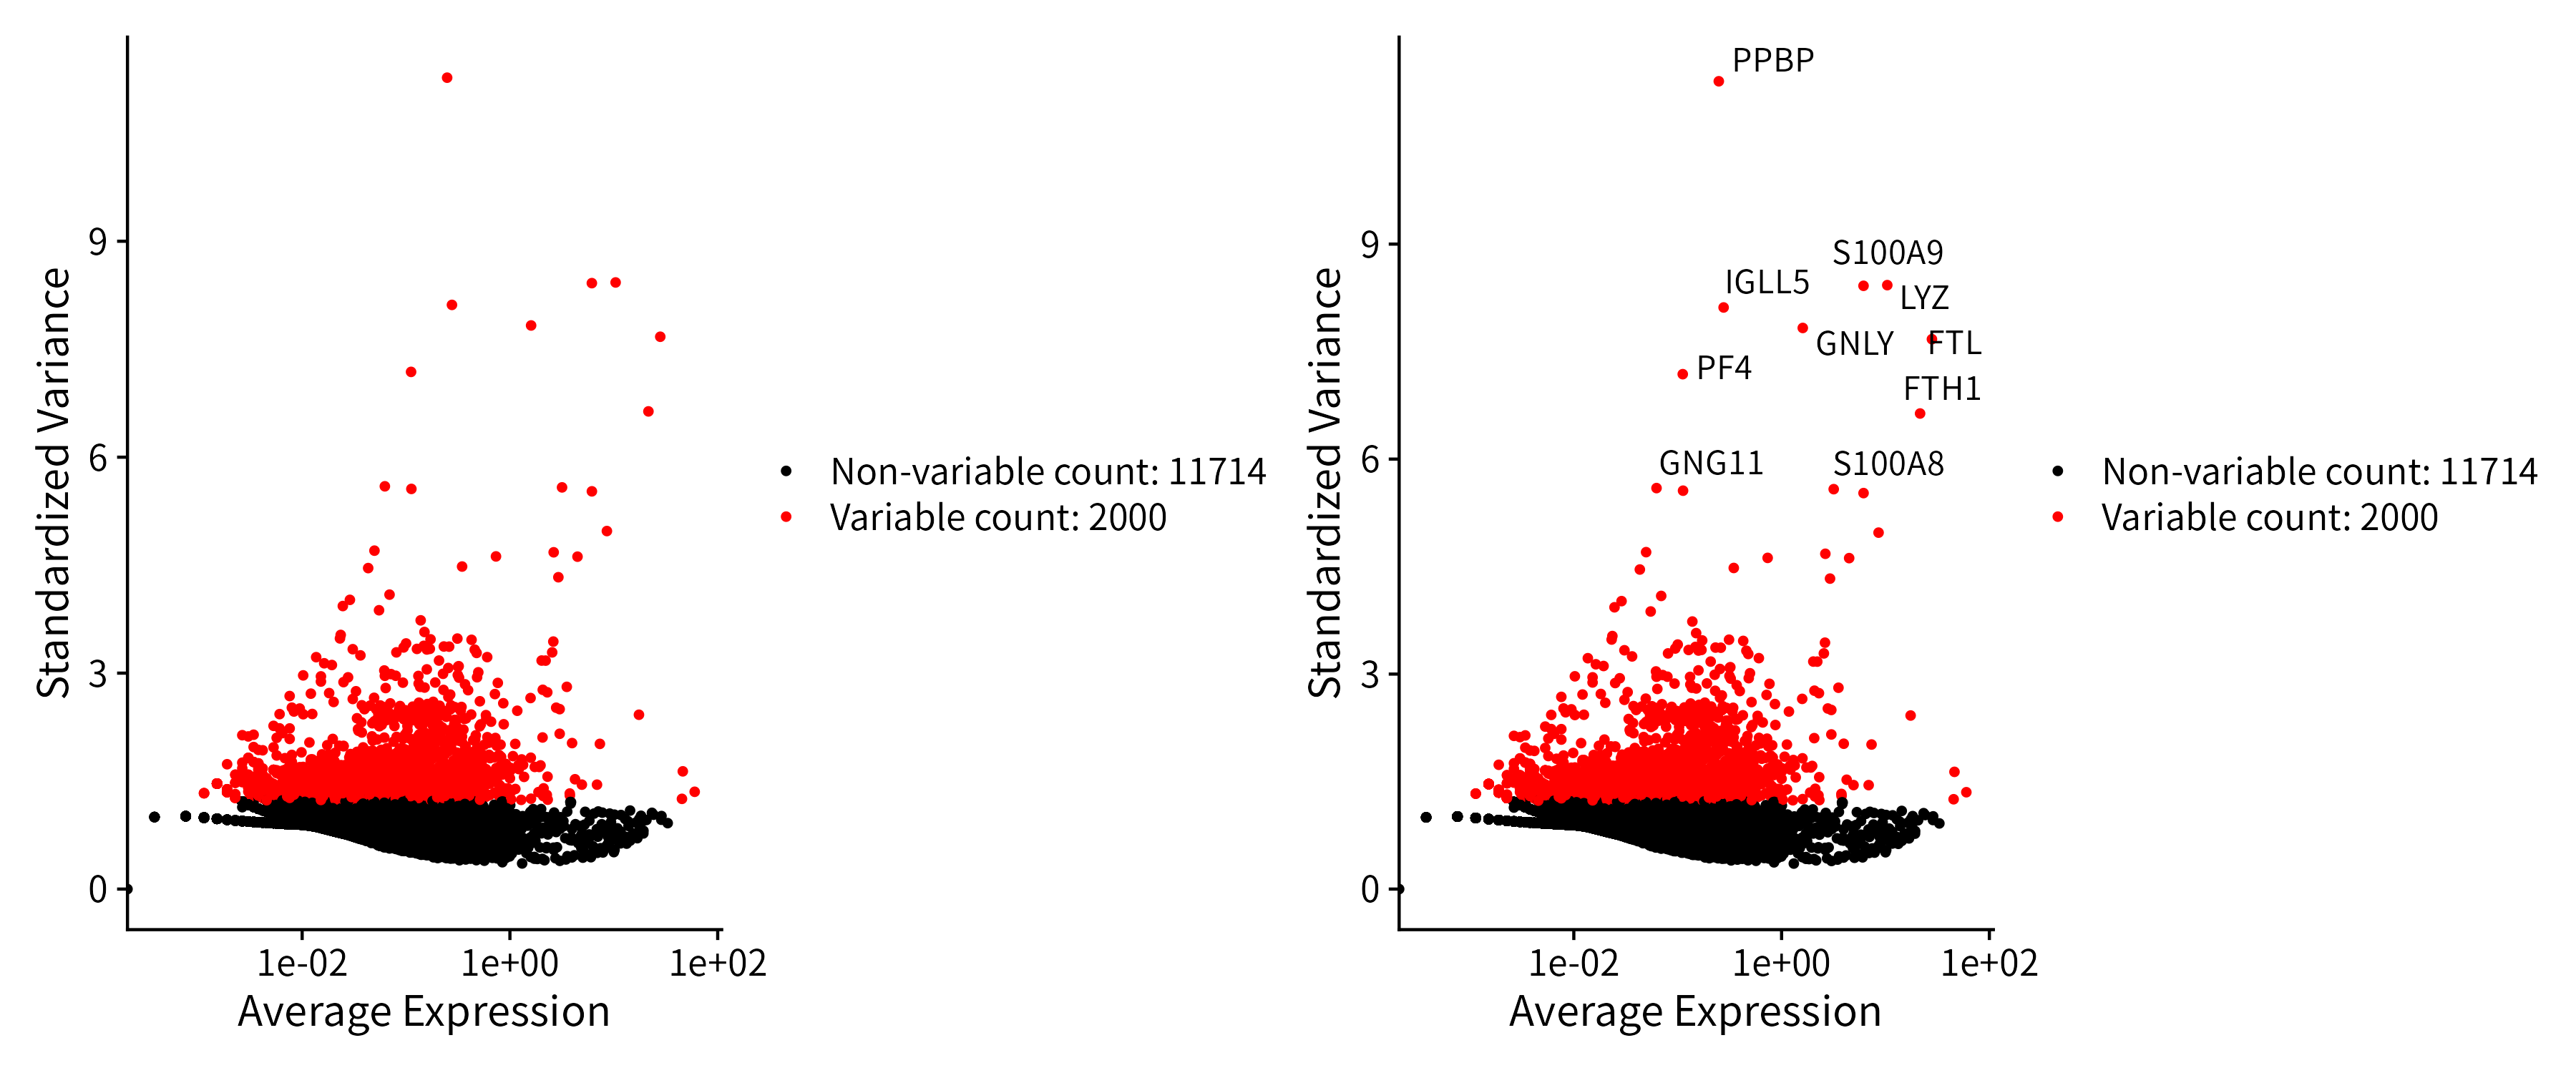 Standardized Variance
9
6
3
0
1e-02 1e+00 1e+02
Average Expression
Non-variable count: 11714
Variable count: 2000
Standardized Variance
9
6
3
0
PPBP
S100A9
IGLL5
LYZ
GNLY
FTL
PF4
FTH1
GNG11
S100A8
1e-02 1e+00 1e+02
Average Expression
Non-variable count: 11714
Variable count: 2000